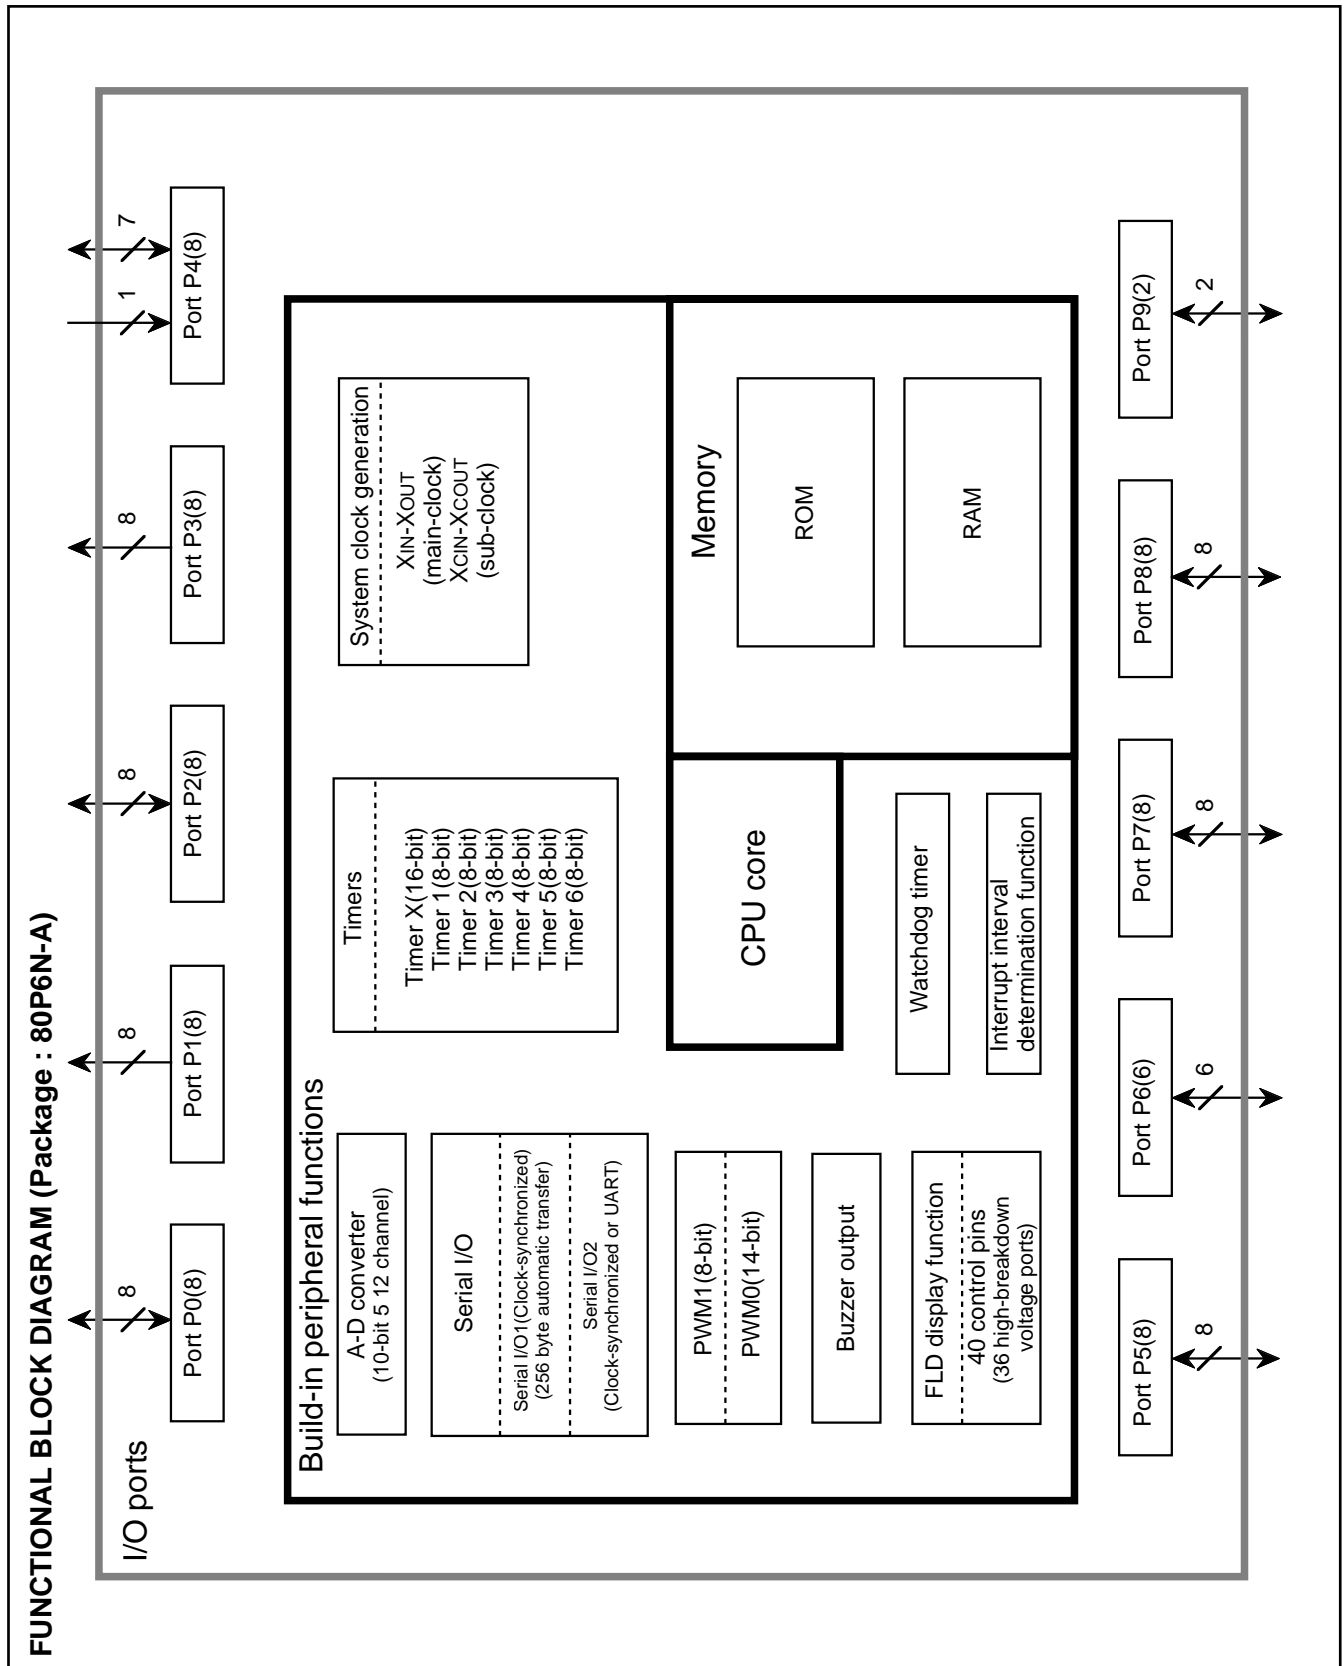 FUNCTIONAL BLOCK DIAGRAM (Package : 80P6N-A)
I/O ports
8
8
8
8
1
7
Port P0(8)
Port P1(8)
Port P2(8)
Port P3(8)
Port P4(8)
Build-in peripheral functions
A-D converter
(10-bit 5 12 channel)
Serial I/O
Serial I/O1(Clock-synchronized)
(256 byte automatic transfer)
Serial I/O2
(Clock-synchronized or UART)
PWM1(8-bit)
PWM0(14-bit)
Buzzer output
FLD display function
40 control pins
(36 high-breakdown
voltage ports)
Timers
Timer X(16-bit)
Timer 1(8-bit)
Timer 2(8-bit)
Timer 3(8-bit)
Timer 4(8-bit)
Timer 5(8-bit)
Timer 6(8-bit)
CPU core
Watchdog timer
Interrupt interval
determination function
System clock generation
XIN-XOUT
(main-clock)
XCIN-XCOUT
(sub-clock)
Memory
ROM
RAM
Port P5(8)
Port P6(6)
Port P7(8)
Port P8(8)
Port P9(2)
8
6
8
8
2